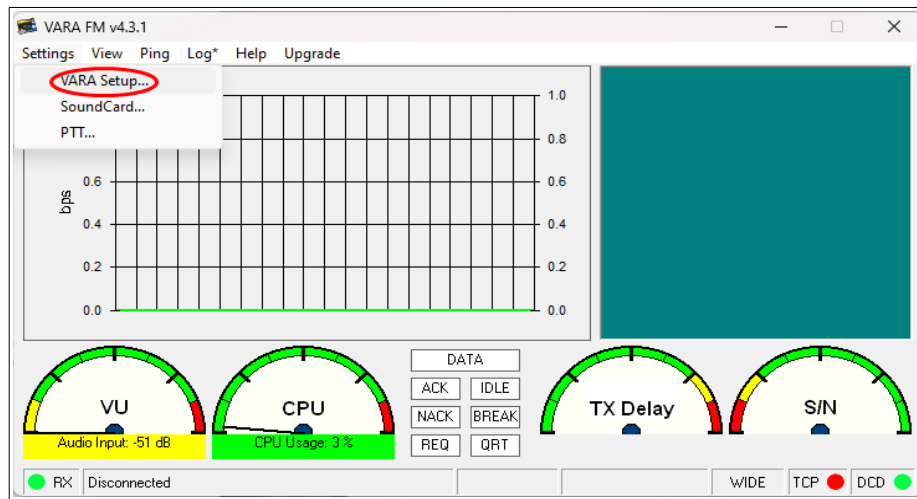 VARA FM v4.3.1
Settings View Ping Log* Help Upgrade
VARA Setup...
SoundCard...
PTT...
1.0
0.8
0.6 0.6
bps
0.4 0.4
0.2 0.2
0.0 0.0
DATA
ACK IDLE
NACK BREAK
REQ QRT
VU
Audio Input: -51 dB
CPU
CPU Usage: 3 %
TX Delay
S/N
RX Disconnected WIDE TCP DCD